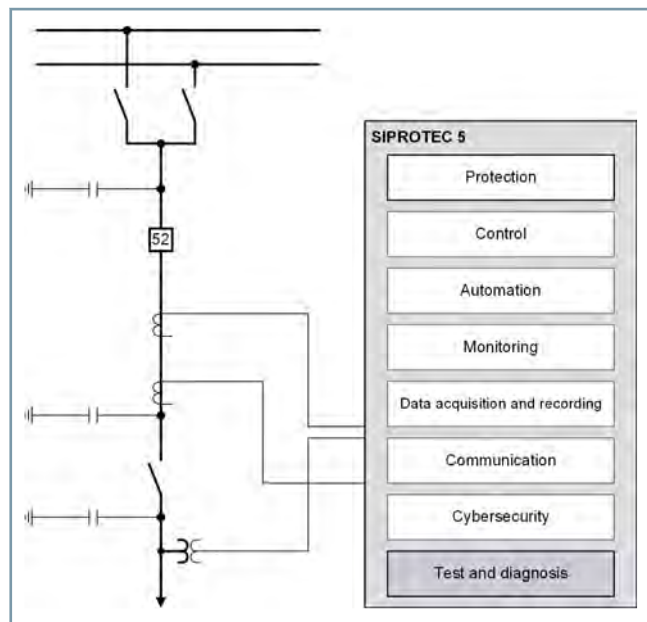 SIPROTEC 5
Protection
52
Control
Automation
Monitoring
Data acquisition and recording
Communication
Cybersecurity
Test and diagnosis